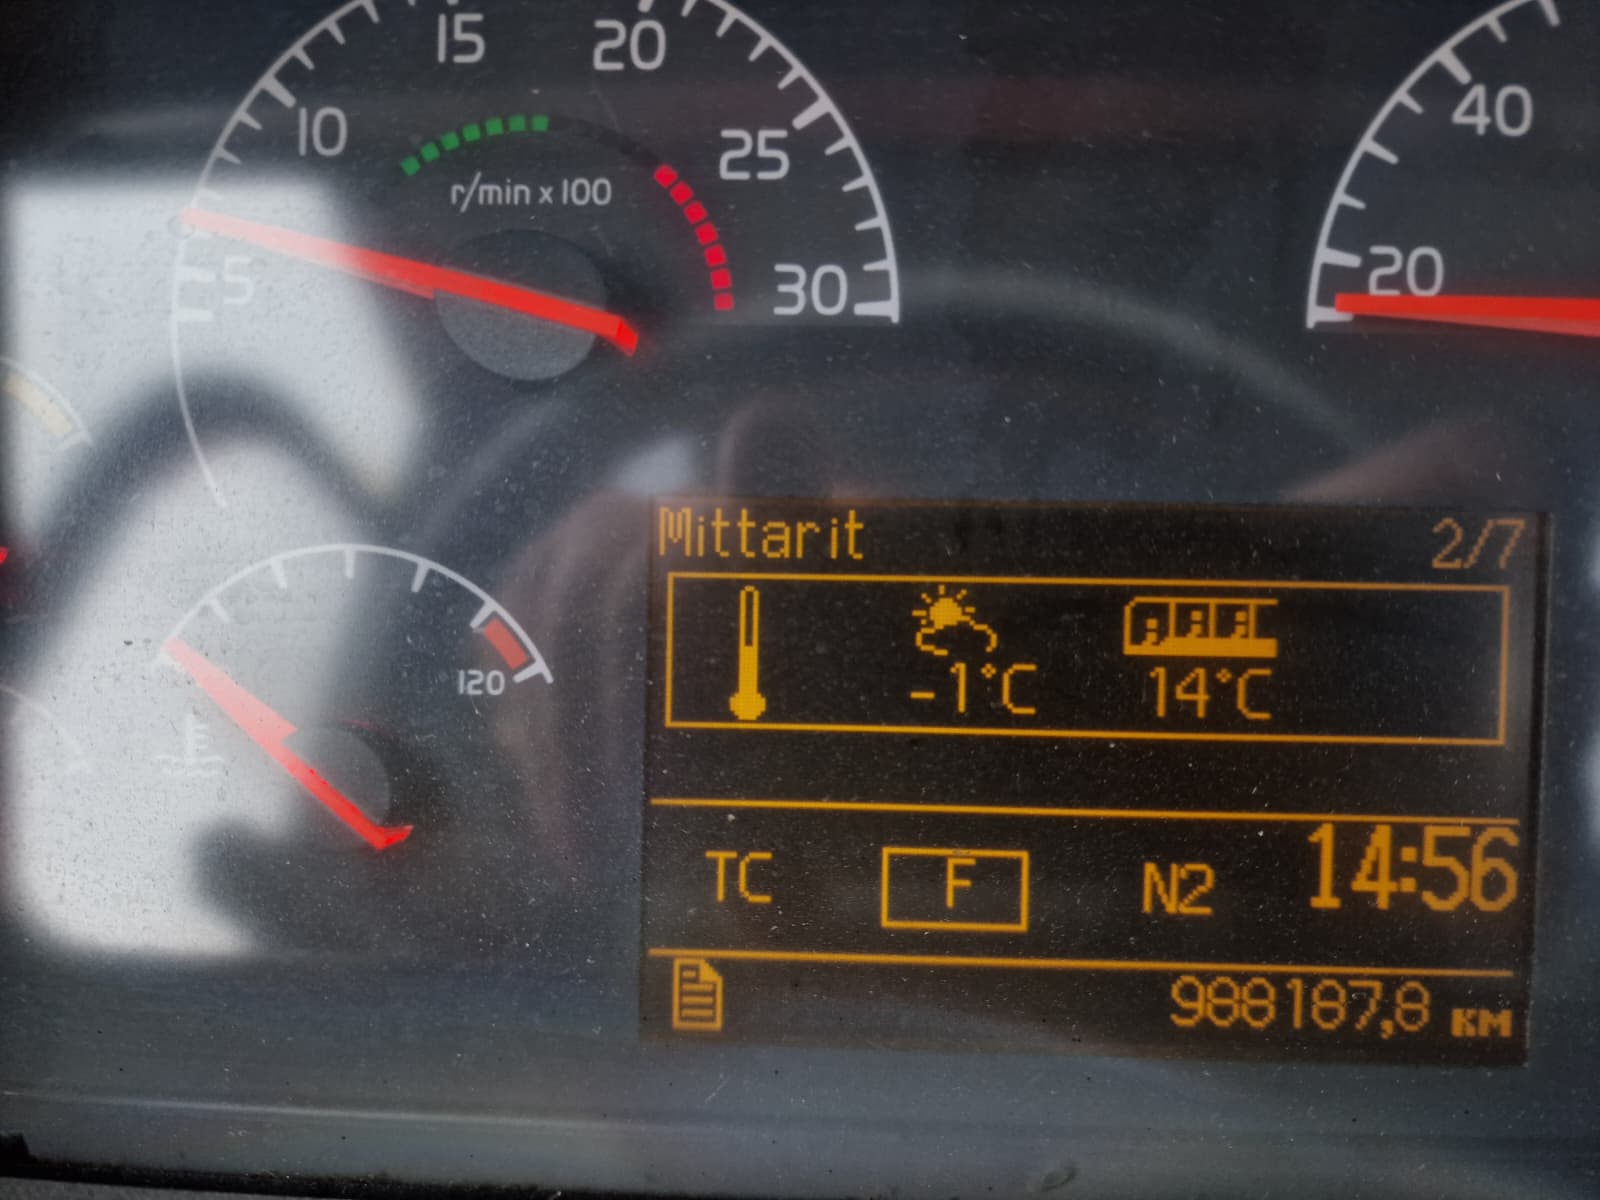 15 20
10 25
r/min x 100
5 30
40
20
120
Mittarit 2/7
-1°C 14°C
TC F N2 14:56
988187,8 KM